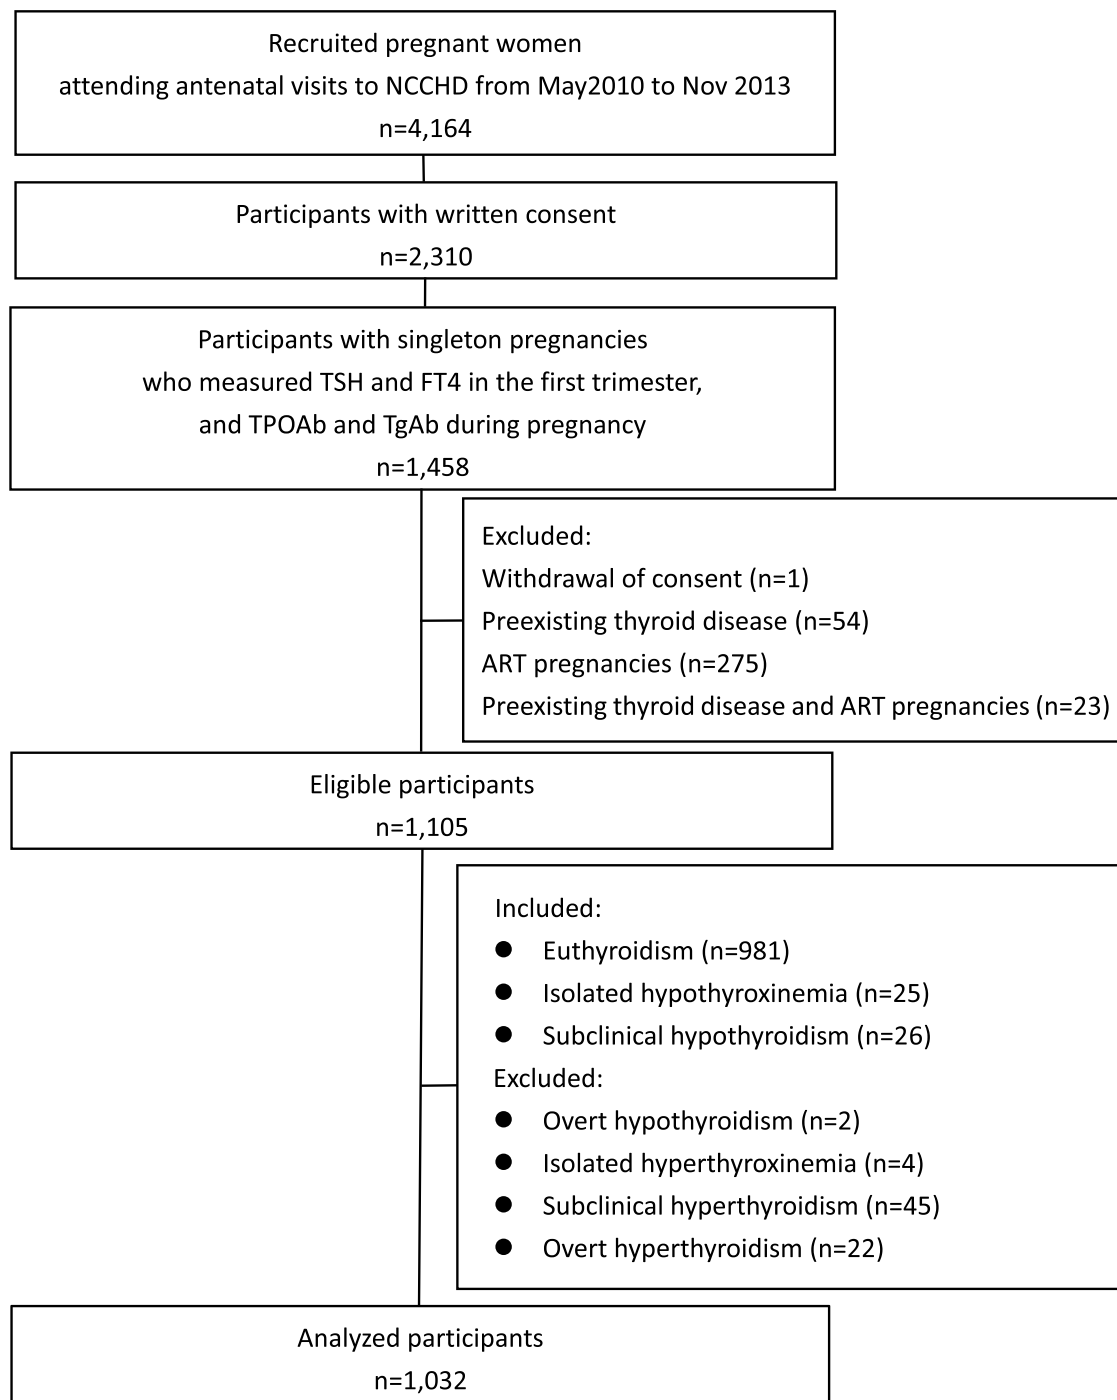 Recruited pregnant women
attending antenatal visits to NCCHD from May2010 to Nov 2013
n=4,164
Participants with written consent
n=2,310
Participants with singleton pregnancies
who measured TSH and FT4 in the first trimester,
and TPOAb and TgAb during pregnancy
n=1,458
Excluded:
Withdrawal of consent (n=1)
Preexisting thyroid disease (n=54)
ART pregnancies (n=275)
Preexisting thyroid disease and ART pregnancies (n=23)
Eligible participants
n=1,105
Included:
● Euthyroidism (n=981)
● Isolated hypothyroxinemia (n=25)
● Subclinical hypothyroidism (n=26)
Excluded:
● Overt hypothyroidism (n=2)
● Isolated hyperthyroxinemia (n=4)
● Subclinical hyperthyroidism (n=45)
● Overt hyperthyroidism (n=22)
Analyzed participants
n=1,032